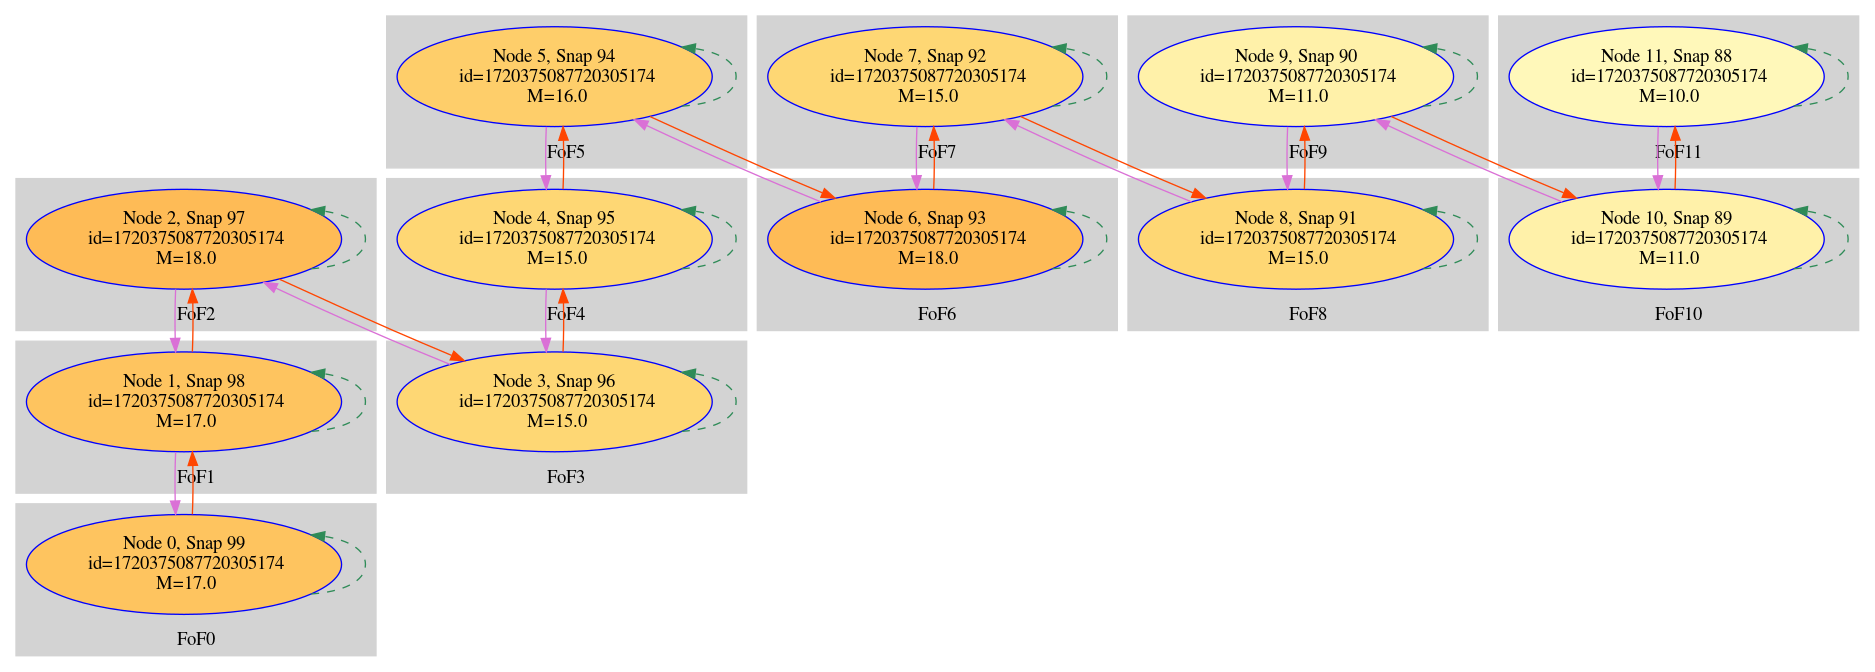 Node 5, Snap 94
id=1720375087720305174
M=16.0
FoF5
Node 7, Snap 92
id=1720375087720305174
M=15.0
FoF7
Node 9, Snap 90
id=1720375087720305174
M=11.0
FoF9
Node 11, Snap 88
id=1720375087720305174
M=10.0
FoF11
Node 2, Snap 97
id=1720375087720305174
M=18.0
FoF2
Node 4, Snap 95
id=1720375087720305174
M=15.0
FoF4
Node 6, Snap 93
id=1720375087720305174
M=18.0
FoF6
Node 8, Snap 91
id=1720375087720305174
M=15.0
FoF8
Node 10, Snap 89
id=1720375087720305174
M=11.0
FoF10
Node 1, Snap 98
id=1720375087720305174
M=17.0
FoF1
Node 3, Snap 96
id=1720375087720305174
M=15.0
FoF3
Node 0, Snap 99
id=1720375087720305174
M=17.0
FoF0